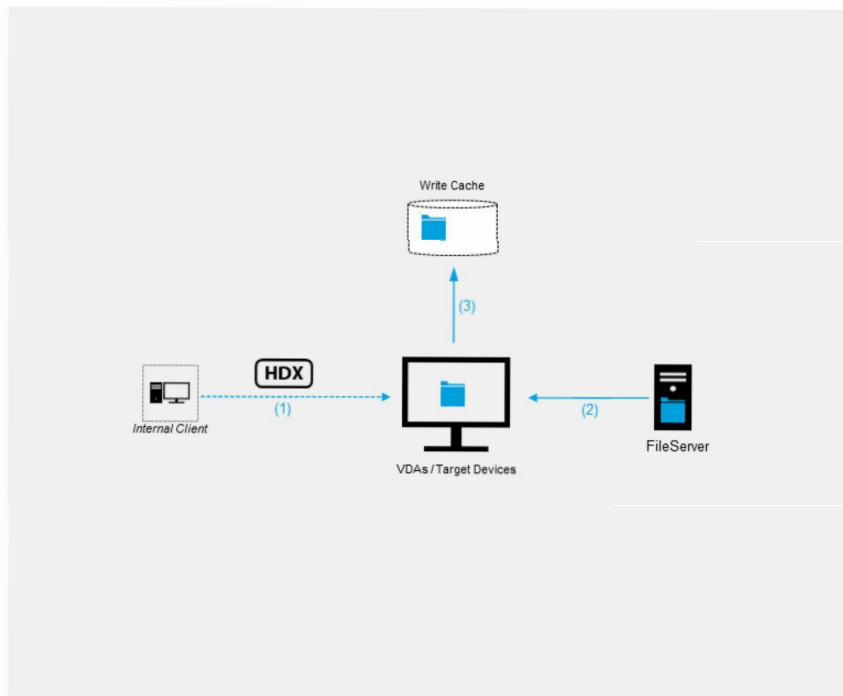 Write Cache
(3)
HDX
(1)
(2)
Internal Client
FileServer
VDAs / Target Devices